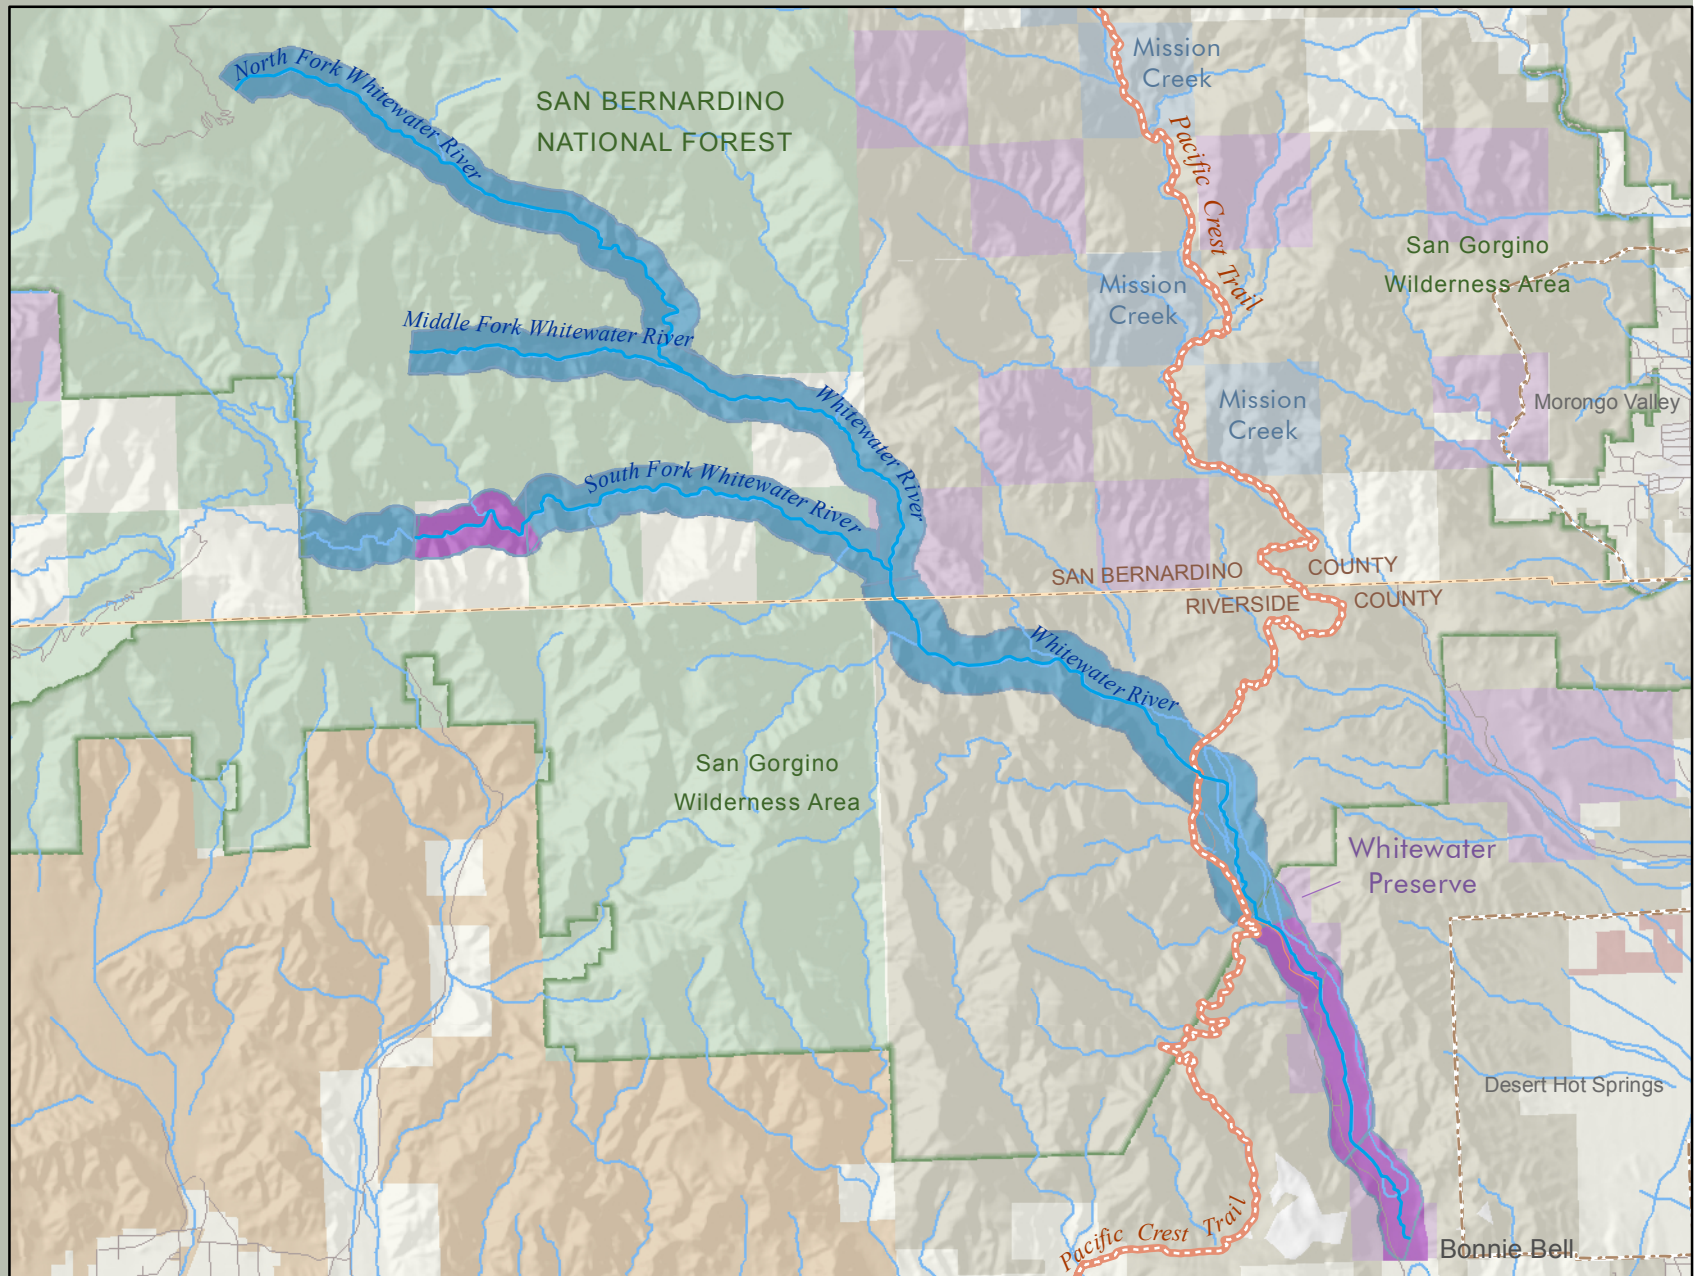 North Fork Whitewater River
SAN BERNARDINO
NATIONAL FOREST
Mission
Creek
Pacific Crest Trail
San Gorgino
Wilderness Area
Mission
Creek
Middle Fork Whitewater River
Whitewater River
Mission
Creek
Morongo Valley
South Fork Whitewater River
SAN BERNARDINO COUNTY
RIVERSIDE COUNTY
Whitewater River
San Gorgino
Wilderness Area
Whitewater
Preserve
Desert Hot Springs
Pacific Crest Trail
Bonnie Bell